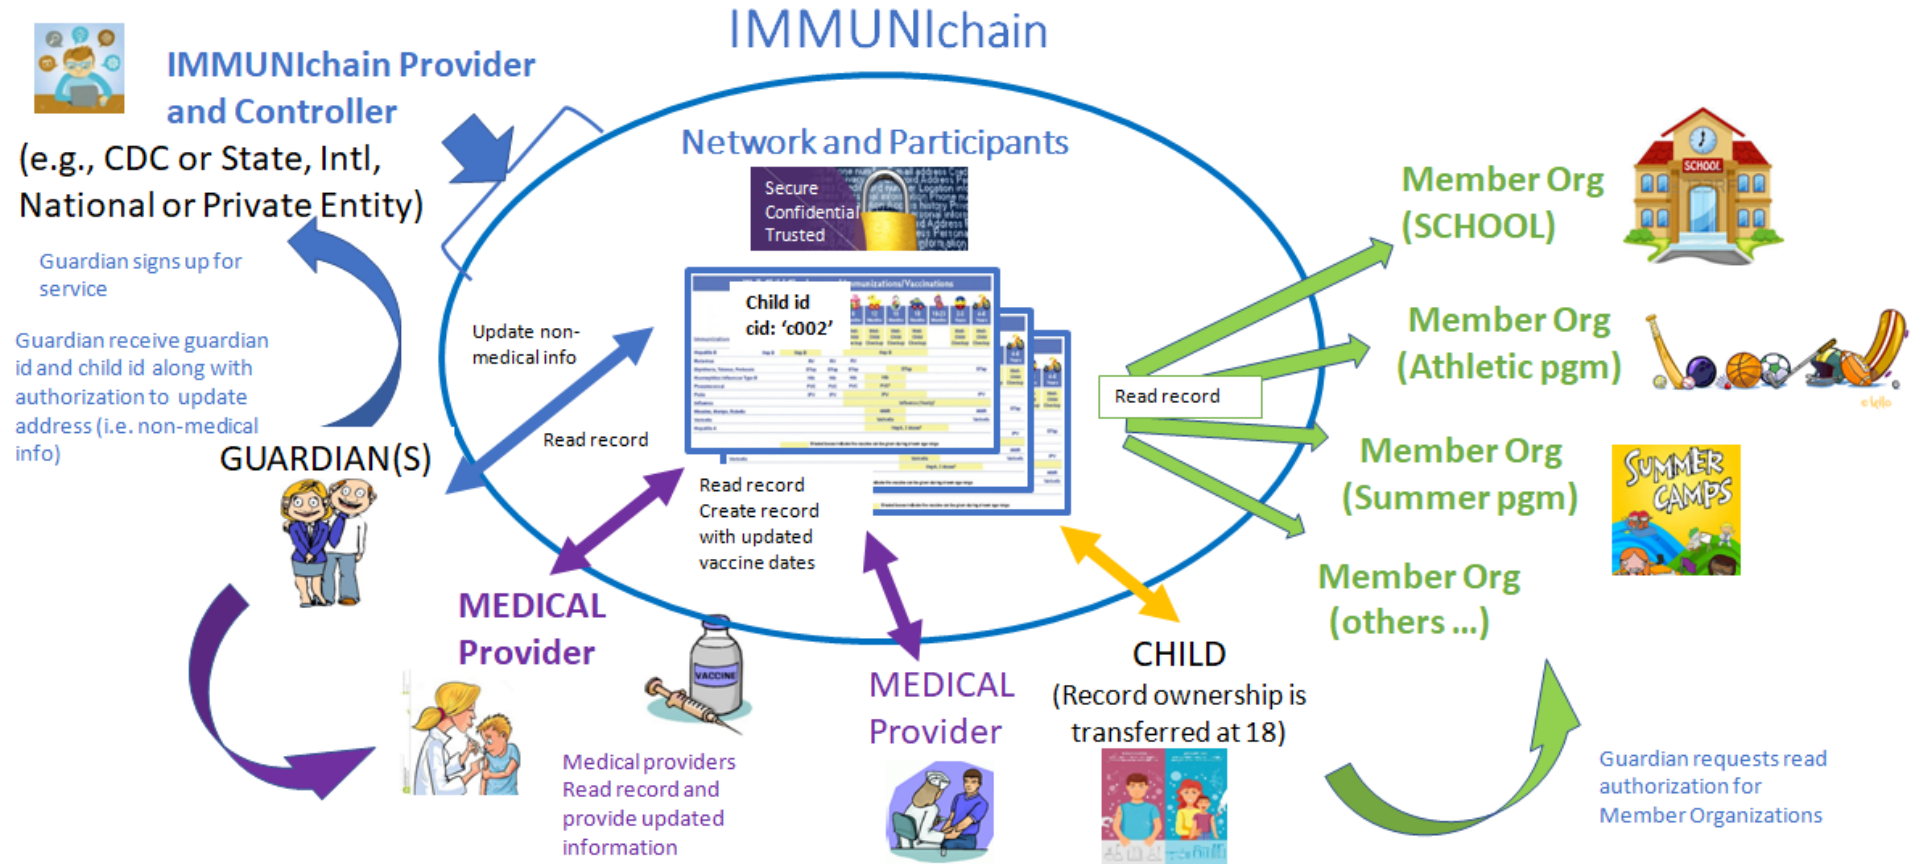 IMMUNIchain
IMMUNIchain Provider
and Controller
(e.g., CDC or State, Intl,
National or Private Entity)
Guardian signs up for
service
Guardian receive guardian
id and child id along with
authorization to update
address (i.e. non-medical
info)
GUARDIAN(S)
Network and Participants
Secure
Confidential
Trusted
Update non-
medical info
Read record
Immunizations/Vaccinations
Child id
cid: ‘c002’
Read record
Create record
with updated
vaccine dates
Read record
MEDICAL
Provider
VACCINE
Medical providers
Read record and
provide updated
information
MEDICAL
Provider
CHILD
(Record ownership is
transferred at 18)
Member Org
(SCHOOL)
SCHOOL
Member Org
(Athletic pgm)
Member Org
(Summer pgm)
SUMMER
CAMPS
Member Org
(others ...)
Guardian requests read
authorization for
Member Organizations